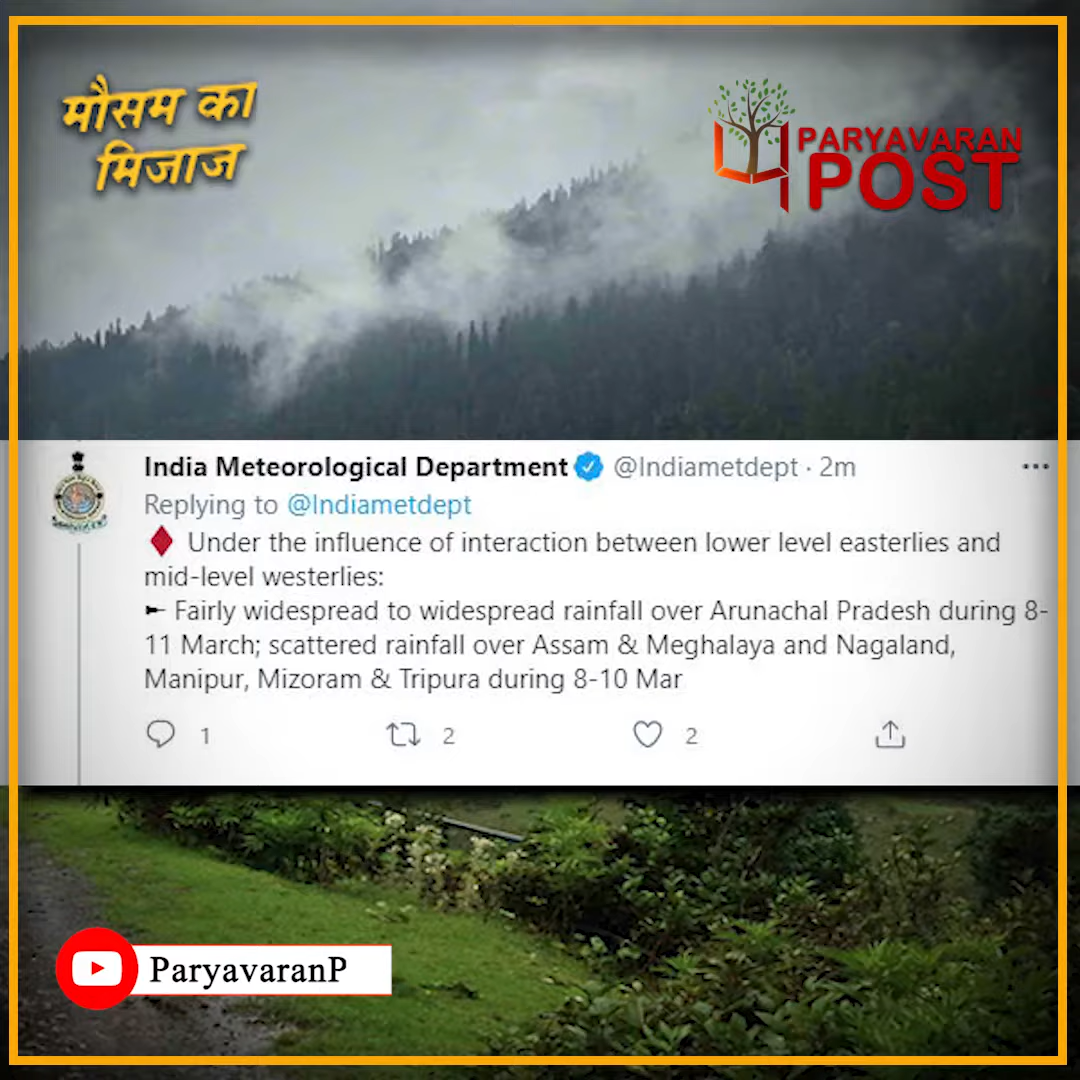 मौसम का
मिजाज
PARYAVARAN
POST
India Meteorological Department @Indiametdept · 2m
Replying to @Indiametdept
Under the influence of interaction between lower level easterlies and
mid-level westerlies:
➛ Fairly widespread to widespread rainfall over Arunachal Pradesh during 8-
11 March; scattered rainfall over Assam & Meghalaya and Nagaland,
Manipur, Mizoram & Tripura during 8-10 Mar
1 2 2
ParyavaranP